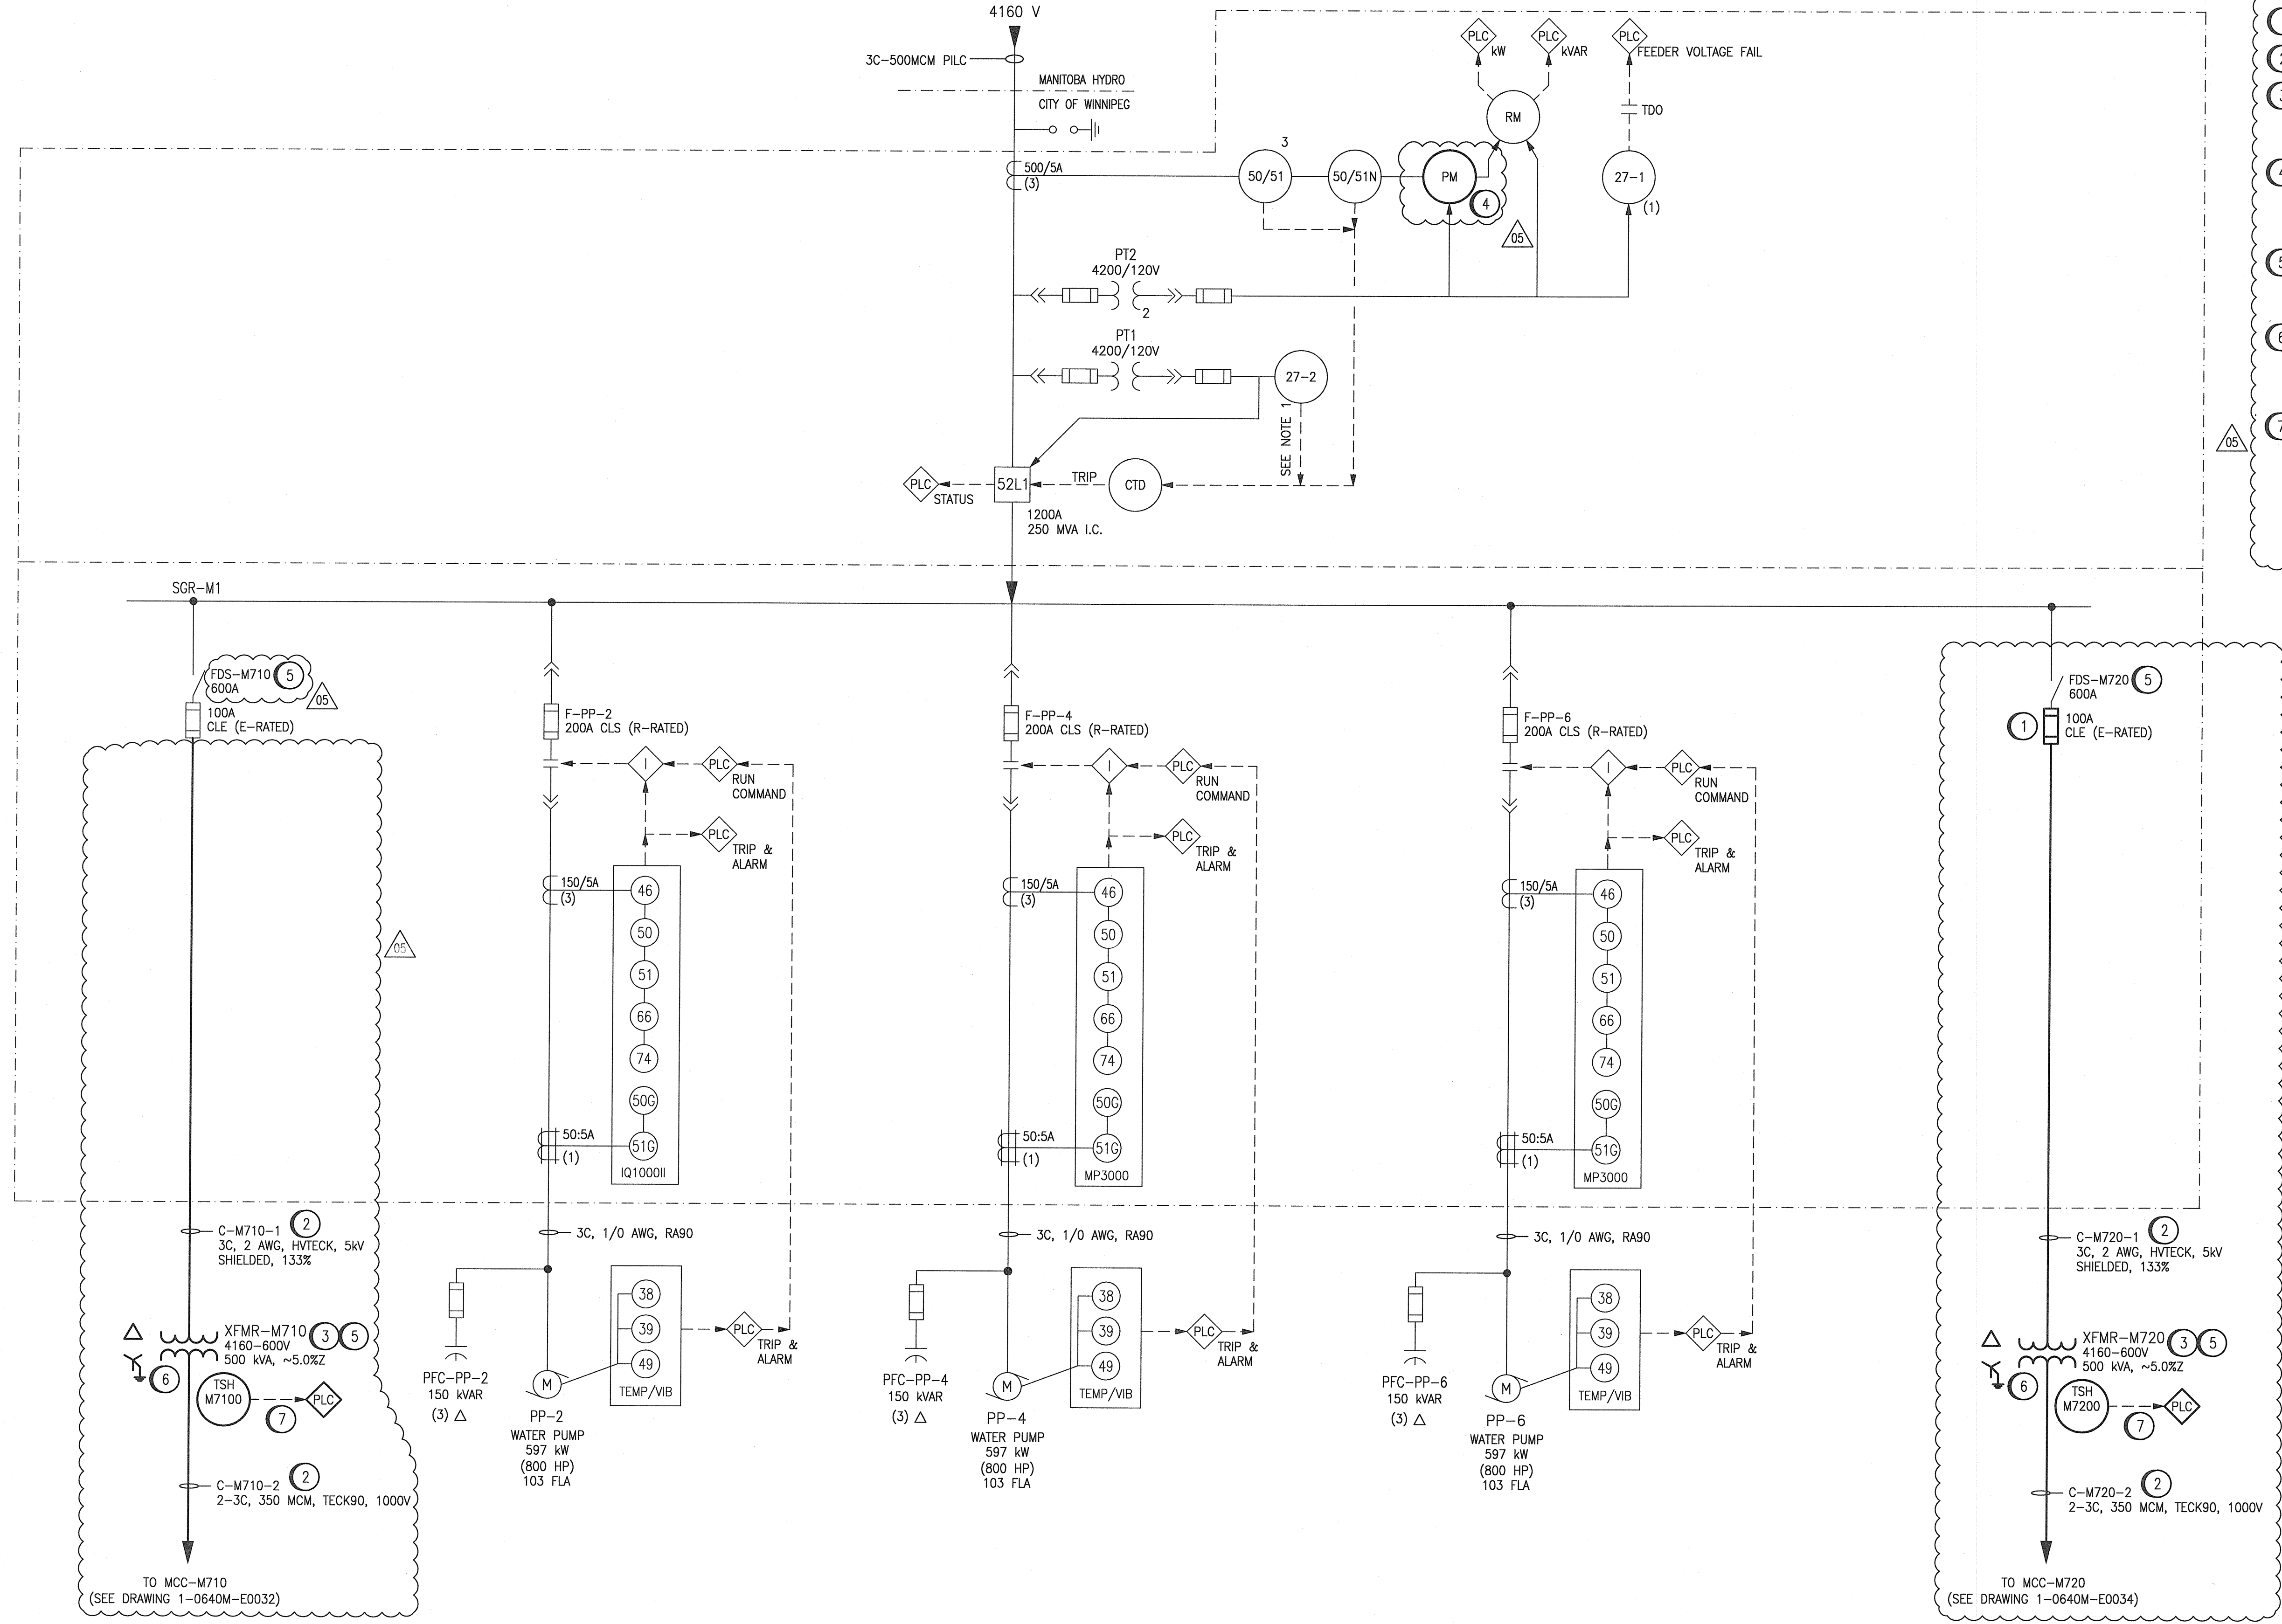 4160 V
3C-500MCM PILC
MANITOBA HYDRO
CITY OF WINNIPEG
PLC
kW
PLC
kVAR
PLC
FEEDER VOLTAGE FAIL
RM
TDO
500/5A
(3)
3
50/51
50/51N
PM
4
05
27-1
(1)
PT2
4200/120V
2
PT1
4200/120V
27-2
SEE NOTE 1
PLC
STATUS
52L1
TRIP
CTD
1200A
250 MVA I.C.
05
SGR-M1
FDS-M710 5
600A
05
100A
CLE (E-RATED)
05
C-M710-1 2
3C, 2 AWG, HVTECK, 5kV
SHIELDED, 133%
XFMR-M710 3 5
4160-600V
500 kVA, ~5.0%Z
6
TSH
M7100
7
PLC
C-M710-2 2
2-3C, 350 MCM, TECK90, 1000V
TO MCC-M710
(SEE DRAWING 1-0640M-E0032)
F-PP-2
200A CLS (R-RATED)
I
PLC
RUN
COMMAND
PLC
TRIP &
ALARM
150/5A
(3)
46
50
51
66
74
50G
51G
50:5A
(1)
IQ1000II
3C, 1/0 AWG, RA90
38
39
49
TEMP/VIB
PLC
TRIP &
ALARM
PFC-PP-2
150 kVAR
(3) △
M
PP-2
WATER PUMP
597 kW
(800 HP)
103 FLA
F-PP-4
200A CLS (R-RATED)
I
PLC
RUN
COMMAND
PLC
TRIP &
ALARM
150/5A
(3)
46
50
51
66
74
50G
51G
50:5A
(1)
MP3000
3C, 1/0 AWG, RA90
38
39
49
TEMP/VIB
PLC
TRIP &
ALARM
PFC-PP-4
150 kVAR
(3) △
M
PP-4
WATER PUMP
597 kW
(800 HP)
103 FLA
F-PP-6
200A CLS (R-RATED)
I
PLC
RUN
COMMAND
PLC
TRIP &
ALARM
150/5A
(3)
46
50
51
66
74
50G
51G
50:5A
(1)
MP3000
3C, 1/0 AWG, RA90
38
39
49
TEMP/VIB
PLC
TRIP &
ALARM
PFC-PP-6
150 kVAR
(3) △
M
PP-6
WATER PUMP
597 kW
(800 HP)
103 FLA
FDS-M720 5
600A
1
100A
CLE (E-RATED)
C-M720-1 2
3C, 2 AWG, HVTECK, 5kV
SHIELDED, 133%
XFMR-M720 3 5
4160-600V
500 kVA, ~5.0%Z
6
TSH
M7200
7
PLC
C-M720-2 2
2-3C, 350 MCM, TECK90, 1000V
TO MCC-M720
(SEE DRAWING 1-0640M-E0034)